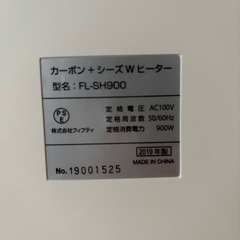 カーボン+シーズWヒーター
型名：FL-SH900
PS
E
定格電圧 AC100V
定格周波数 50/60Hz
定格消費電力 900W
株式会社フィフティ
2019年製
MADE IN CHINA
No.19001525